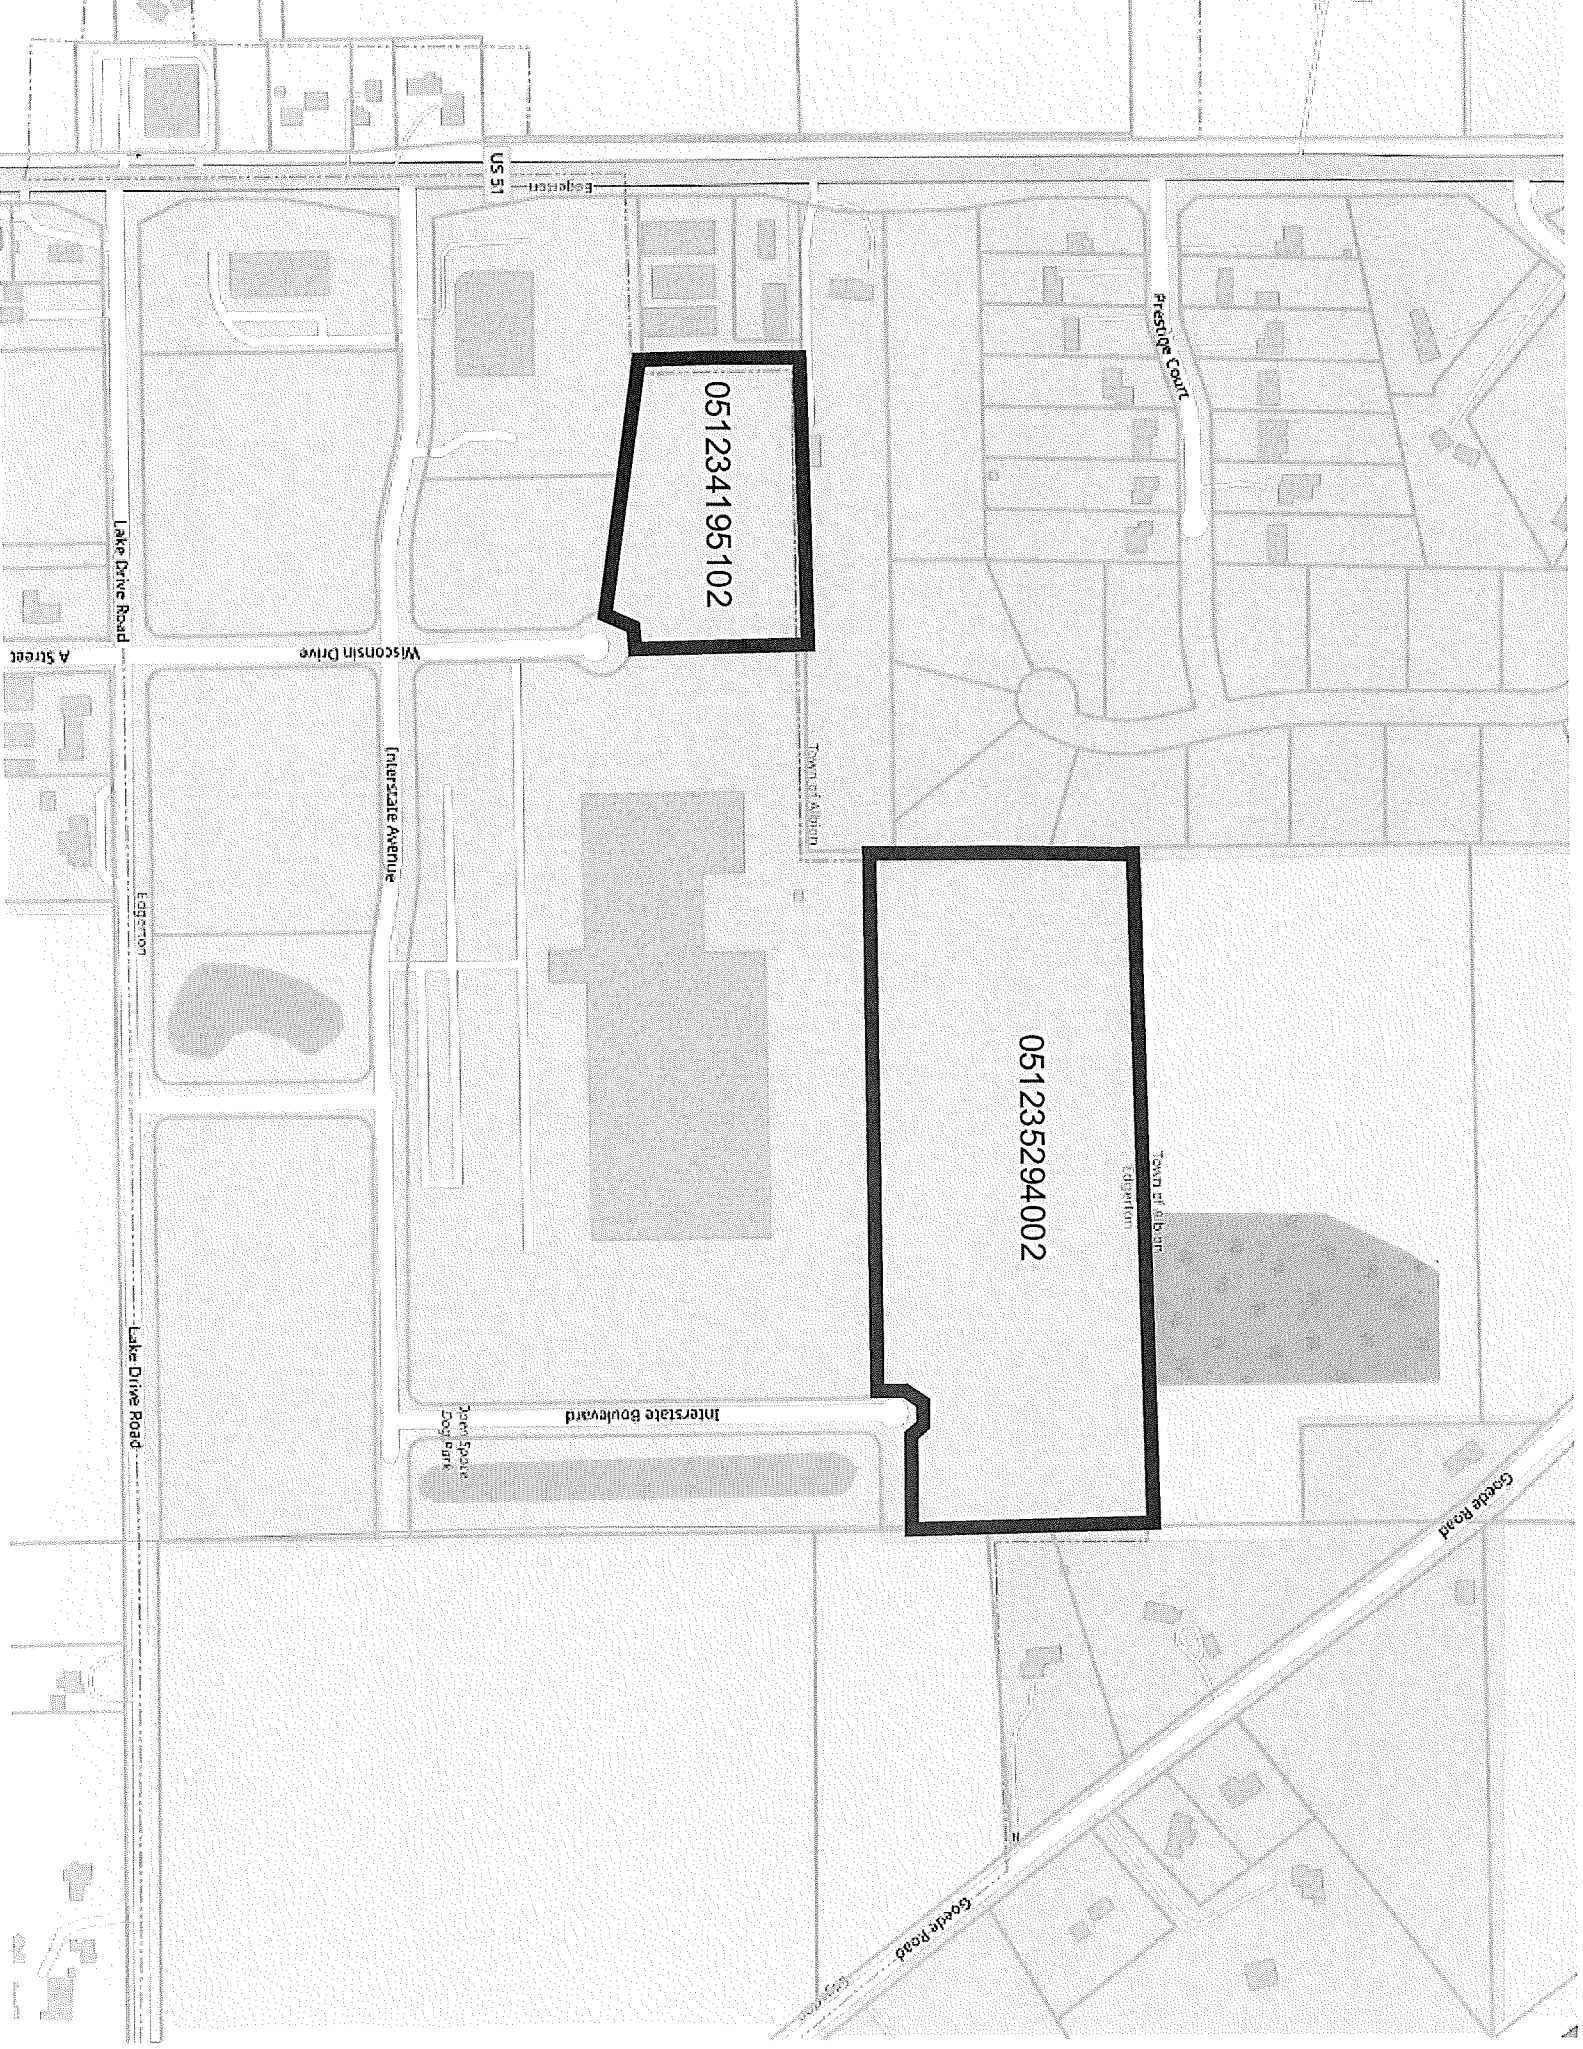 US 51
Edgerton
Prestige Court
051234195102
Lake Drive Road
A Street
Wisconsin Drive
Interstate Avenue
Town of Albion
Edgerton
051235294002
Town of Albion
Edgerton
Lake Drive Road
Interstate Boulevard
Open Space
Dog Park
Goede Road
Goede Road